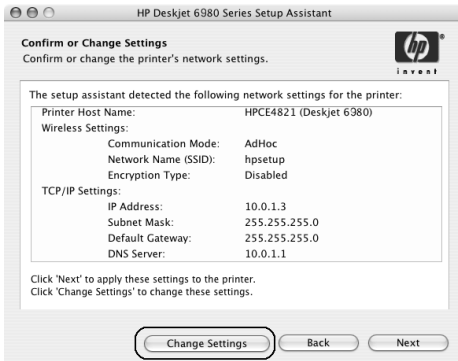 HP Deskjet 6980 Series Setup Assistant
Confirm or Change Settings
Confirm or change the printer's network settings.
hp
invent
The setup assistant detected the following network settings for the printer:
Printer Host Name: HPCE4821 (Deskjet 6980)
Wireless Settings:
Communication Mode: AdHoc
Network Name (SSID): hpsetup
Encryption Type: Disabled
TCP/IP Settings:
IP Address: 10.0.1.3
Subnet Mask: 255.255.255.0
Default Gateway: 255.255.255.0
DNS Server: 10.0.1.1
Click 'Next' to apply these settings to the printer.
Click 'Change Settings' to change these settings.
Change Settings Back Next